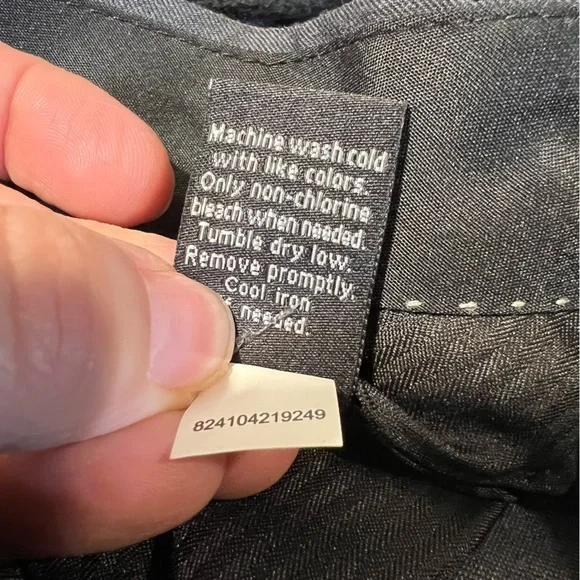 Machine wash cold
with like colors.
Only non-chlorine
bleach when needed.
Tumble dry low.
Remove promptly.
Cool iron
needed.
824104219249